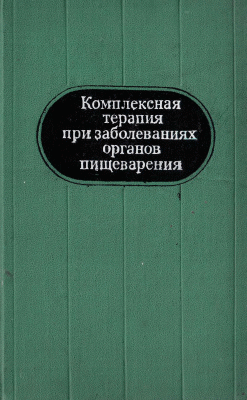 Комплексная
терапия
при заболеваниях
органов
пищеварения